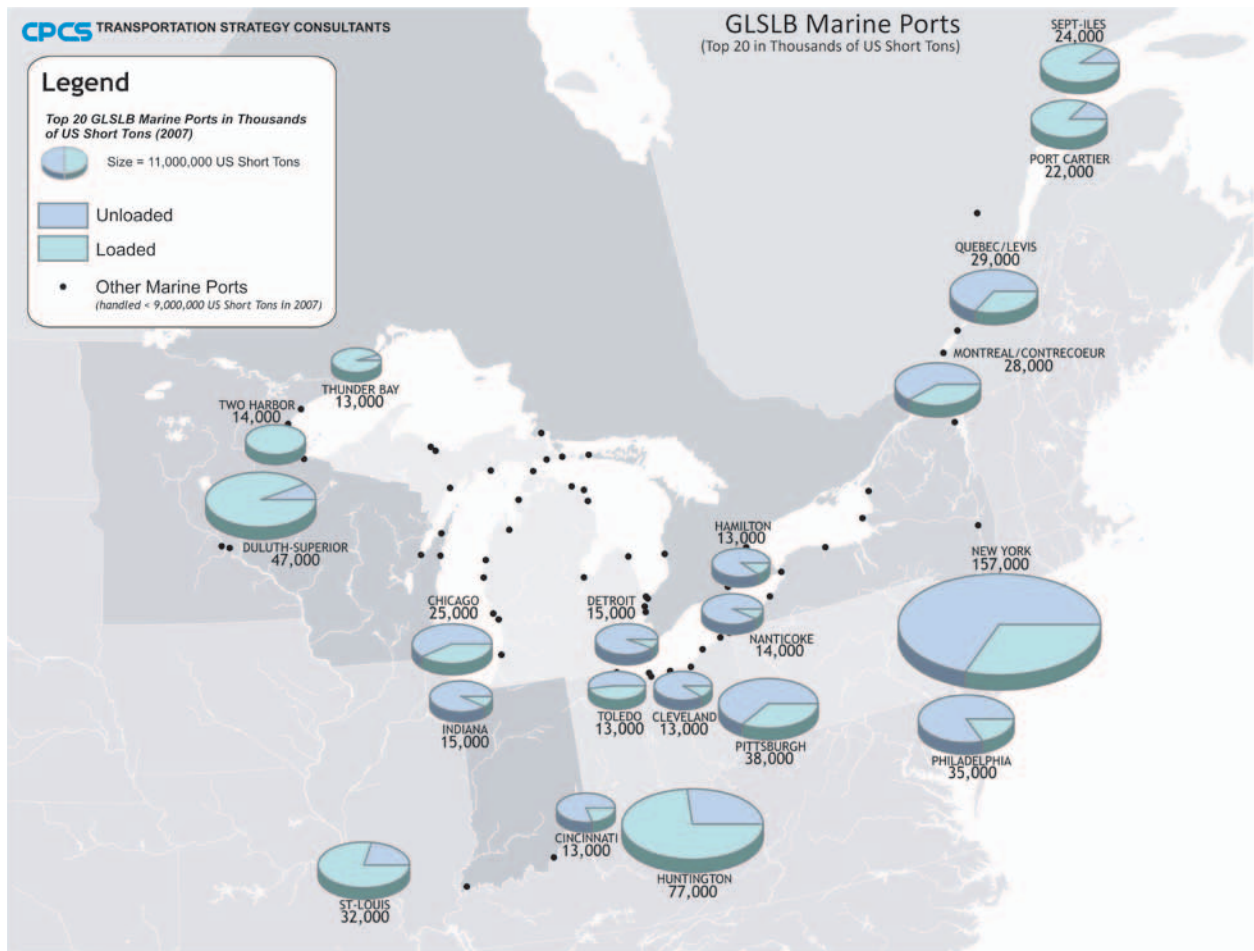 CPCS TRANSPORTATION STRATEGY CONSULTANTS
GLSLB Marine Ports
(Top 20 in Thousands of US Short Tons)
Legend
Top 20 GLSLB Marine Ports in Thousands
of US Short Tons (2007)
Size = 11,000,000 US Short Tons
Unloaded
Loaded
Other Marine Ports
(handled < 9,000,000 US Short Tons In 2007)
SEPT-ILES
24,000
PORT CARTIER
22,000
QUEBEC/LEVIS
29,000
MONTREAL/CONTRECOEUR
28,000
THUNDER BAY
13,000
TWO HARBOR
14,000
DULUTH-SUPERIOR
47,000
HAMILTON
13,000
NEW YORK
157,000
CHICAGO
25,000
DETROIT
15,000
NANTICOKE
14,000
INDIANA
15,000
TOLEDO
13,000
CLEVELAND
13,000
PITTSBURGH
38,000
PHILADELPHIA
35,000
CINCINNATI
13,000
HUNTINGTON
77,000
ST-LOUIS
32,000